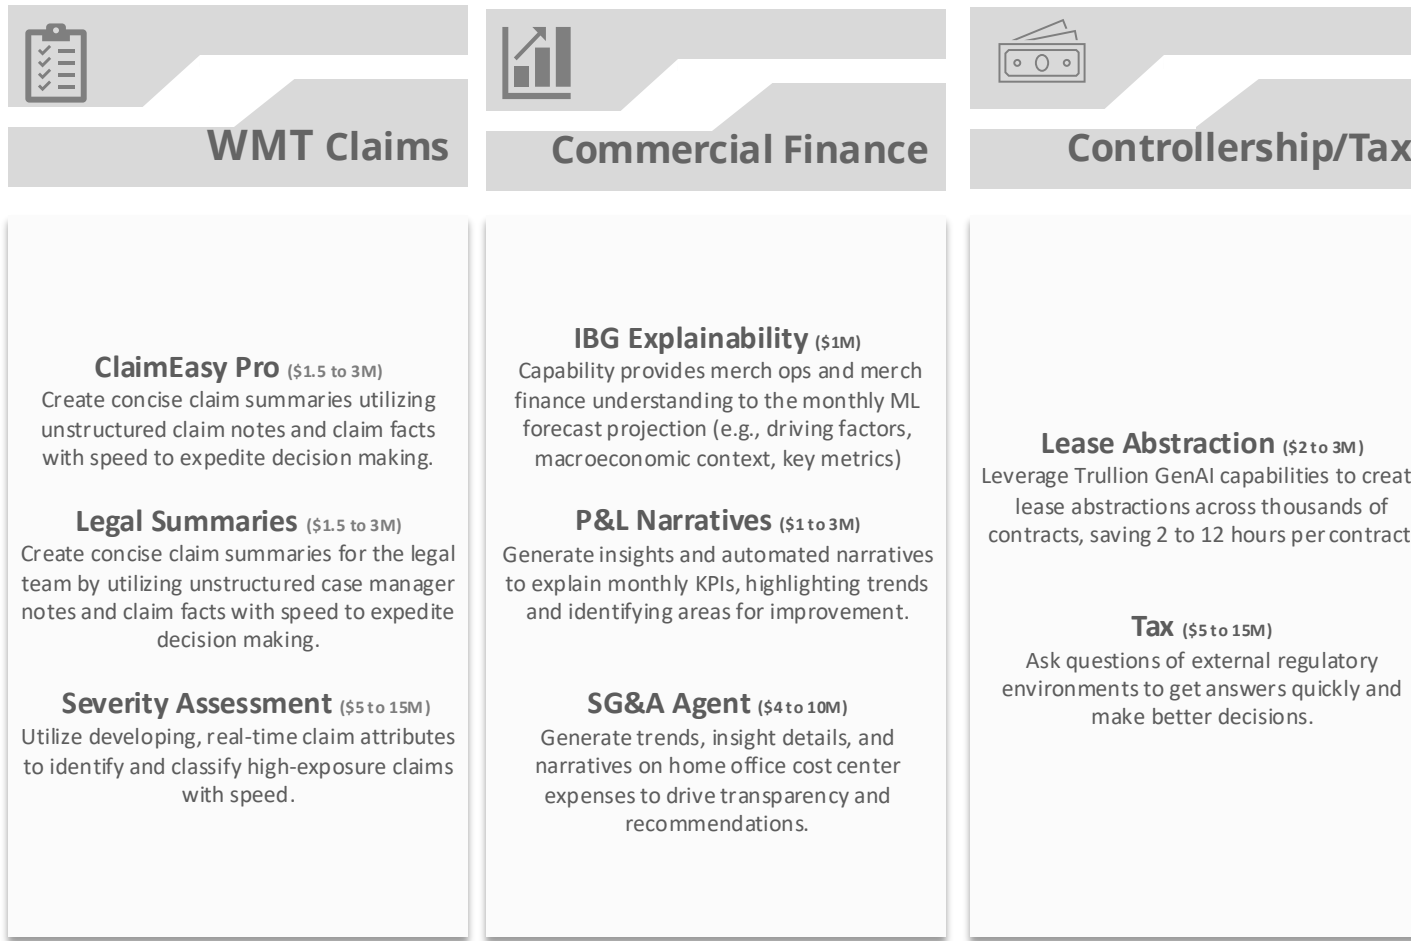 WMT Claims
ClaimEasy Pro ($1.5 to 3M)
Create concise claim summaries utilizing
unstructured claim notes and claim facts
with speed to expedite decision making.
Legal Summaries ($1.5 to 3M)
Create concise claim summaries for the legal
team by utilizing unstructured case manager
notes and claim facts with speed to expedite
decision making.
Severity Assessment ($5 to 15M)
Utilize developing, real-time claim attributes
to identify and classify high-exposure claims
with speed.
Commercial Finance
IBG Explainability ($1M)
Capability provides merch ops and merch
finance understanding to the monthly ML
forecast projection (e.g., driving factors,
macroeconomic context, key metrics)
P&L Narratives ($1 to 3M)
Generate insights and automated narratives
to explain monthly KPIs, highlighting trends
and identifying areas for improvement.
SG&A Agent ($4 to 10M)
Generate trends, insight details, and
narratives on home office cost center
expenses to drive transparency and
recommendations.
Controllership/Tax
Lease Abstraction ($2 to 3M)
Leverage Trullion GenAI capabilities to creat
lease abstractions across thousands of
contracts, saving 2 to 12 hours per contract
Tax ($5 to 15M)
Ask questions of external regulatory
environments to get answers quickly and
make better decisions.